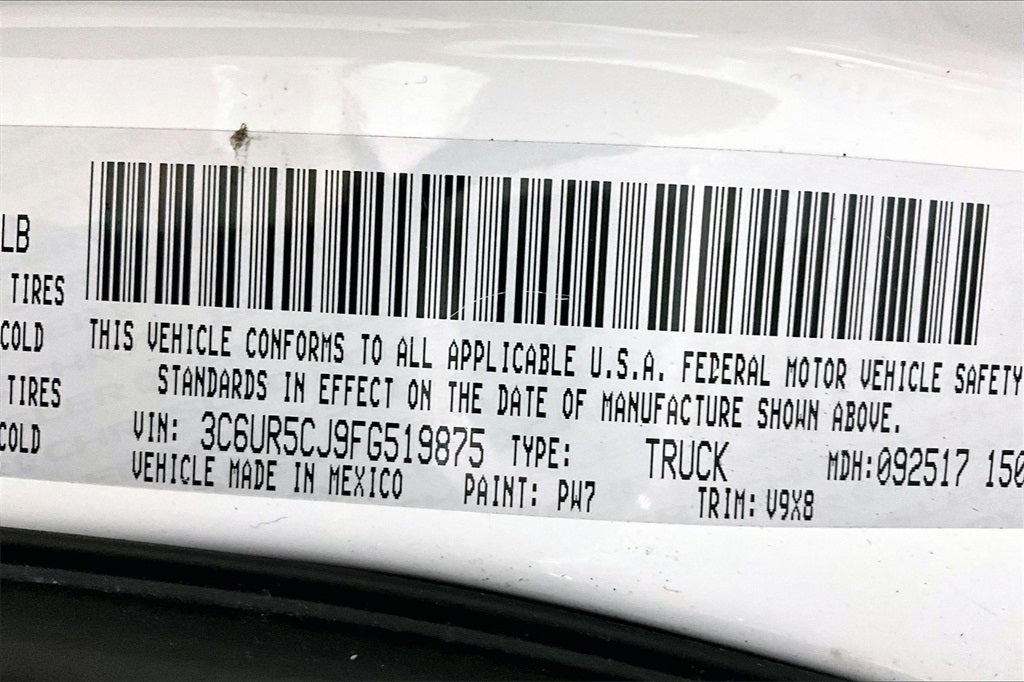 LB
TIRES
COLD
TIRES
COLD
THIS VEHICLE CONFORMS TO ALL APPLICABLE U.S.A. FEDERAL MOTOR VEHICLE SAFETY
STANDARDS IN EFFECT ON THE DATE OF MANUFACTURE SHOWN ABOVE.
VIN: 3C6UR5CJ9FG519875 TYPE: TRUCK MDH:092517 150
VEHICLE MADE IN MEXICO PAINT: PW7 TRIM: V9X8